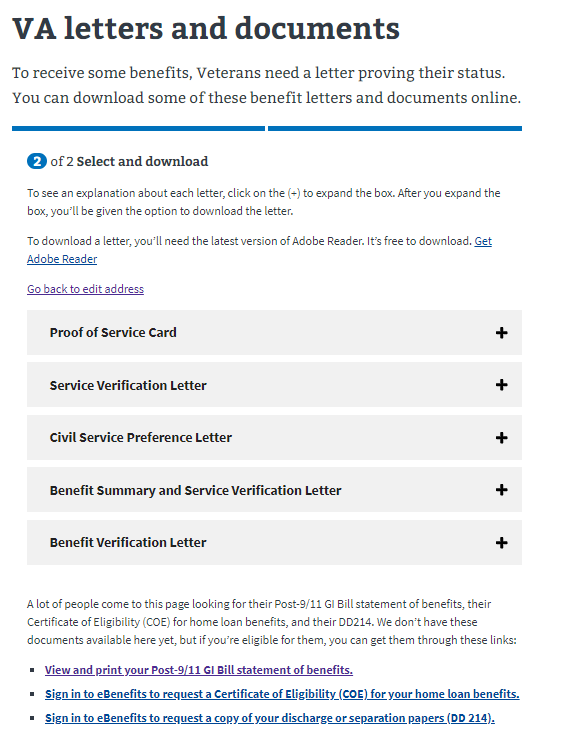 VA letters and documents
To receive some benefits, Veterans need a letter proving their status.
You can download some of these benefit letters and documents online.
2 of 2 Select and download
To see an explanation about each letter, click on the (+) to expand the box. After you expand the
box, you'll be given the option to download the letter.
To download a letter, you'll need the latest version of Adobe Reader. It's free to download. Get
Adobe Reader
Go back to edit address
Proof of Service Card +
Service Verification Letter +
Civil Service Preference Letter +
Benefit Summary and Service Verification Letter +
Benefit Verification Letter +
A lot of people come to this page looking for their Post-9/11 GI Bill statement of benefits, their
Certificate of Eligibility (COE) for home loan benefits, and their DD214. We don't have these
documents available here yet, but if you're eligible for them, you can get them through these links:
▪ View and print your Post-9/11 GI Bill statement of benefits.
▪ Sign in to eBenefits to request a Certificate of Eligibility (COE) for your home loan benefits.
▪ Sign in to eBenefits to request a copy of your discharge or separation papers (DD 214).